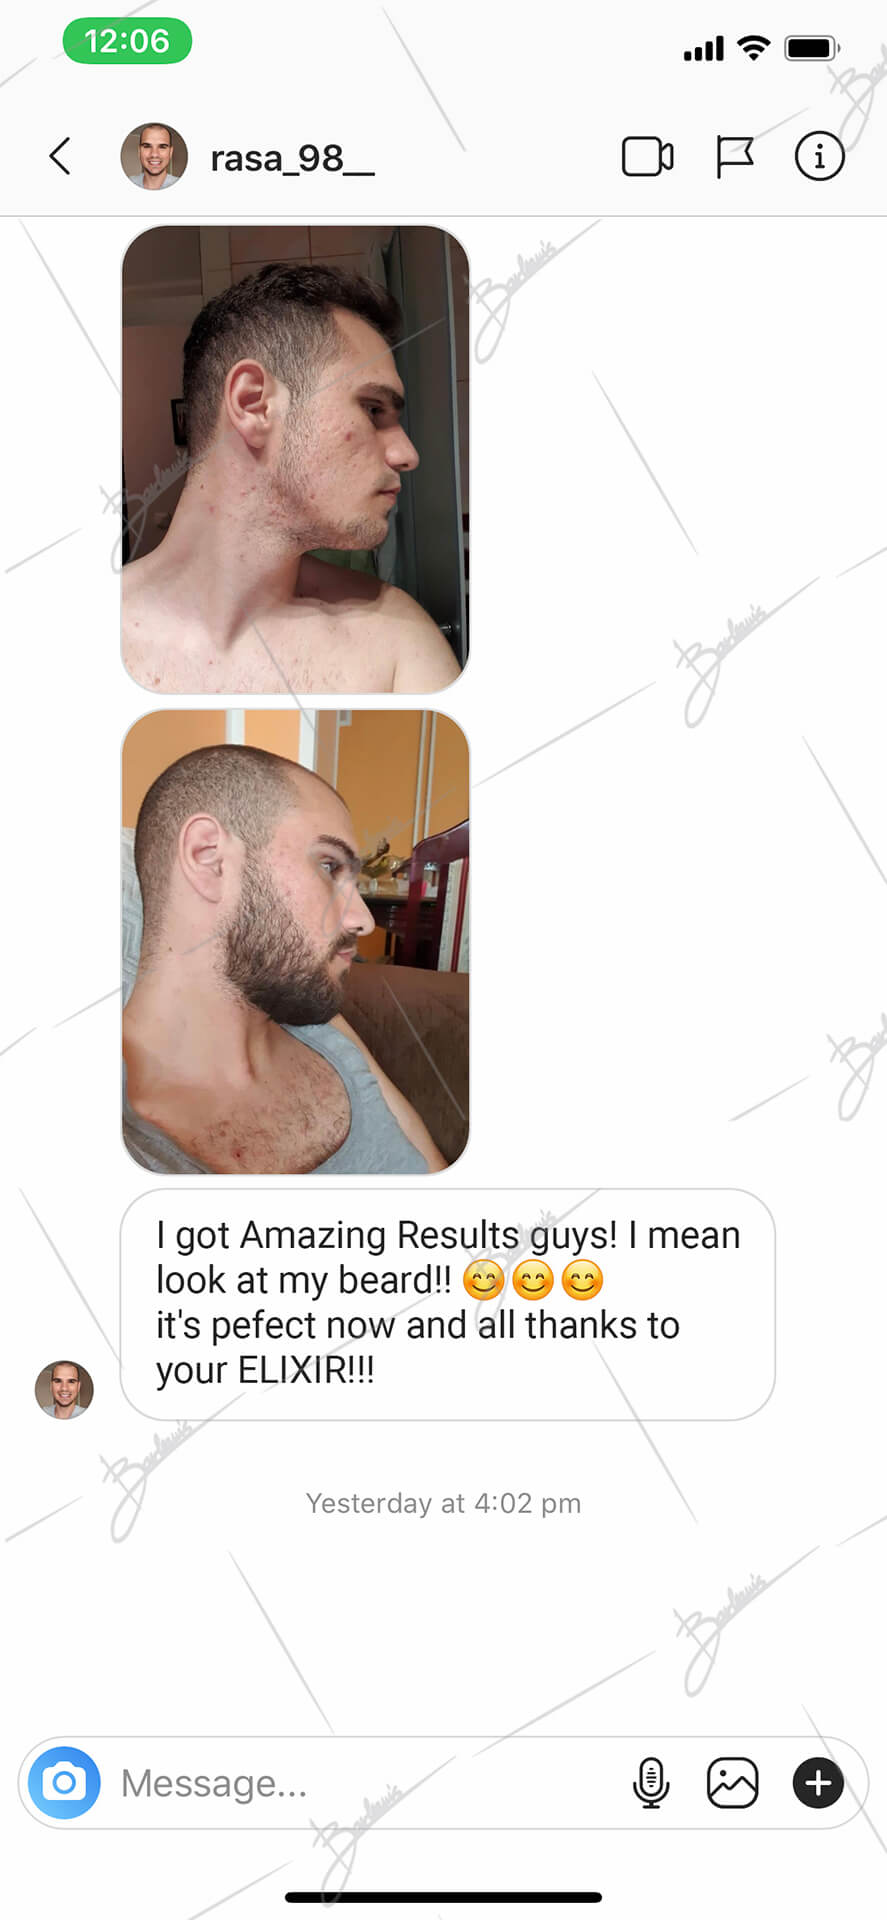 12:06
rasa_98__
I got Amazing Results guys! I mean
look at my beard!! 😊😊😊
it's pefect now and all thanks to
your ELIXIR!!!
Yesterday at 4:02 pm
Message...